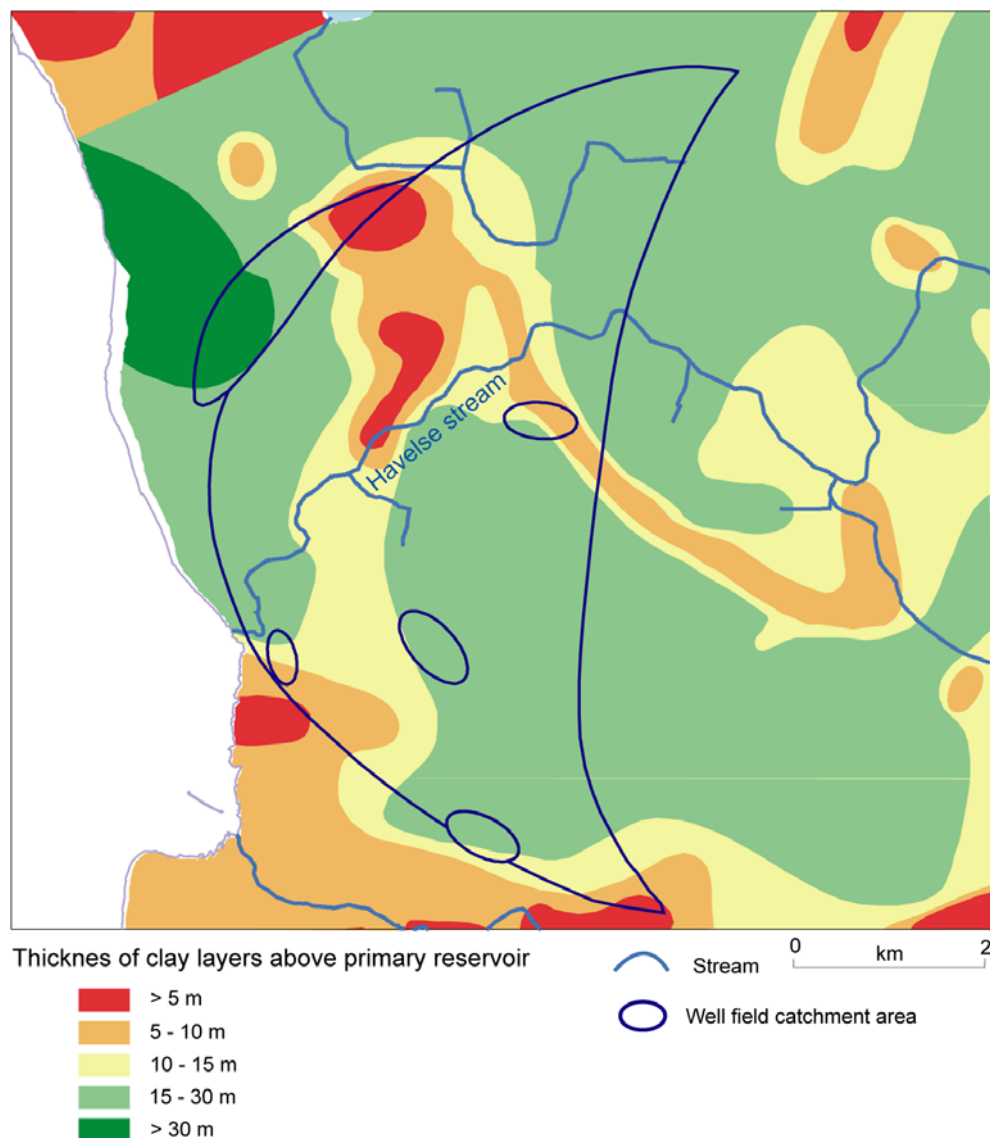 Havelse stream
Thicknes of clay layers above primary reservoir
> 5 m
5 - 10 m
10 - 15 m
15 - 30 m
> 30 m
Stream
Well field catchment area
0
km
2